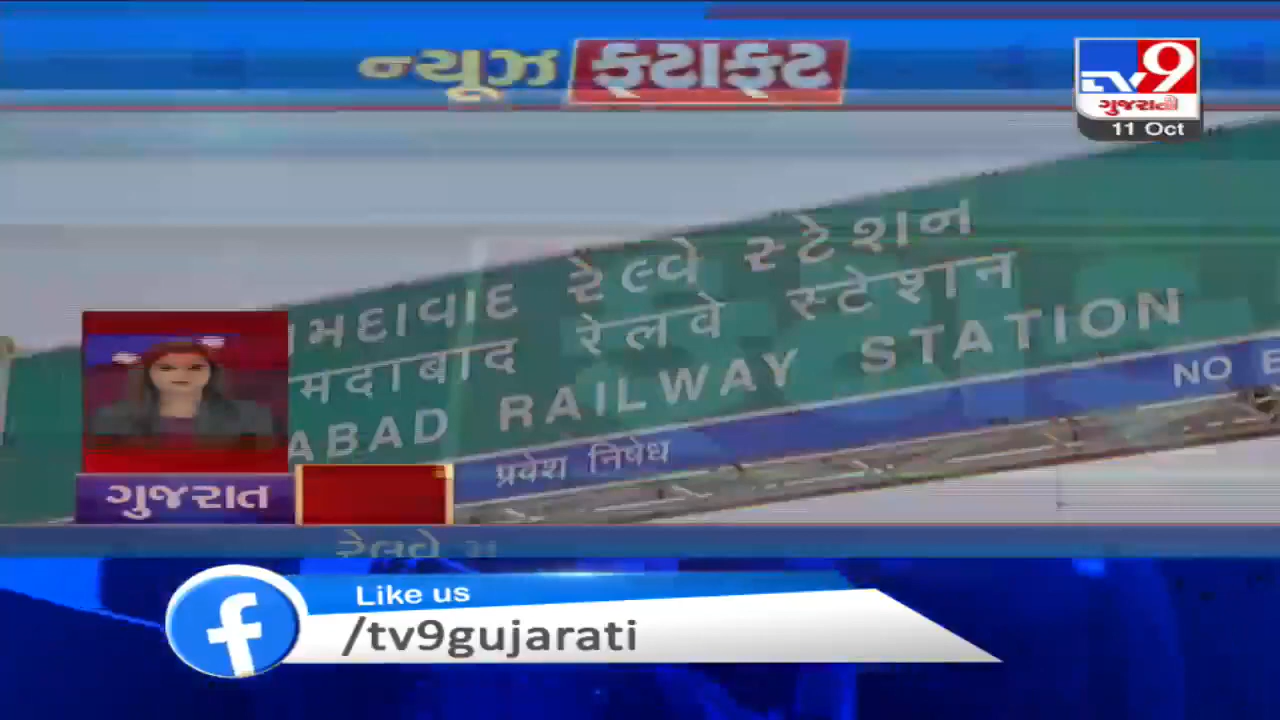 ન્યૂઝ ફટાફટ
TV9
ગુજરાતી
11 Oct
મદાવાદ રેલ્વે સ્ટેશન
मदाबाद रेलवे स्टेशन
ABAD RAILWAY STATION
NO E
प्रवेश निषेध
ગુજરાત
રેલવે
Like us
/tv9gujarati